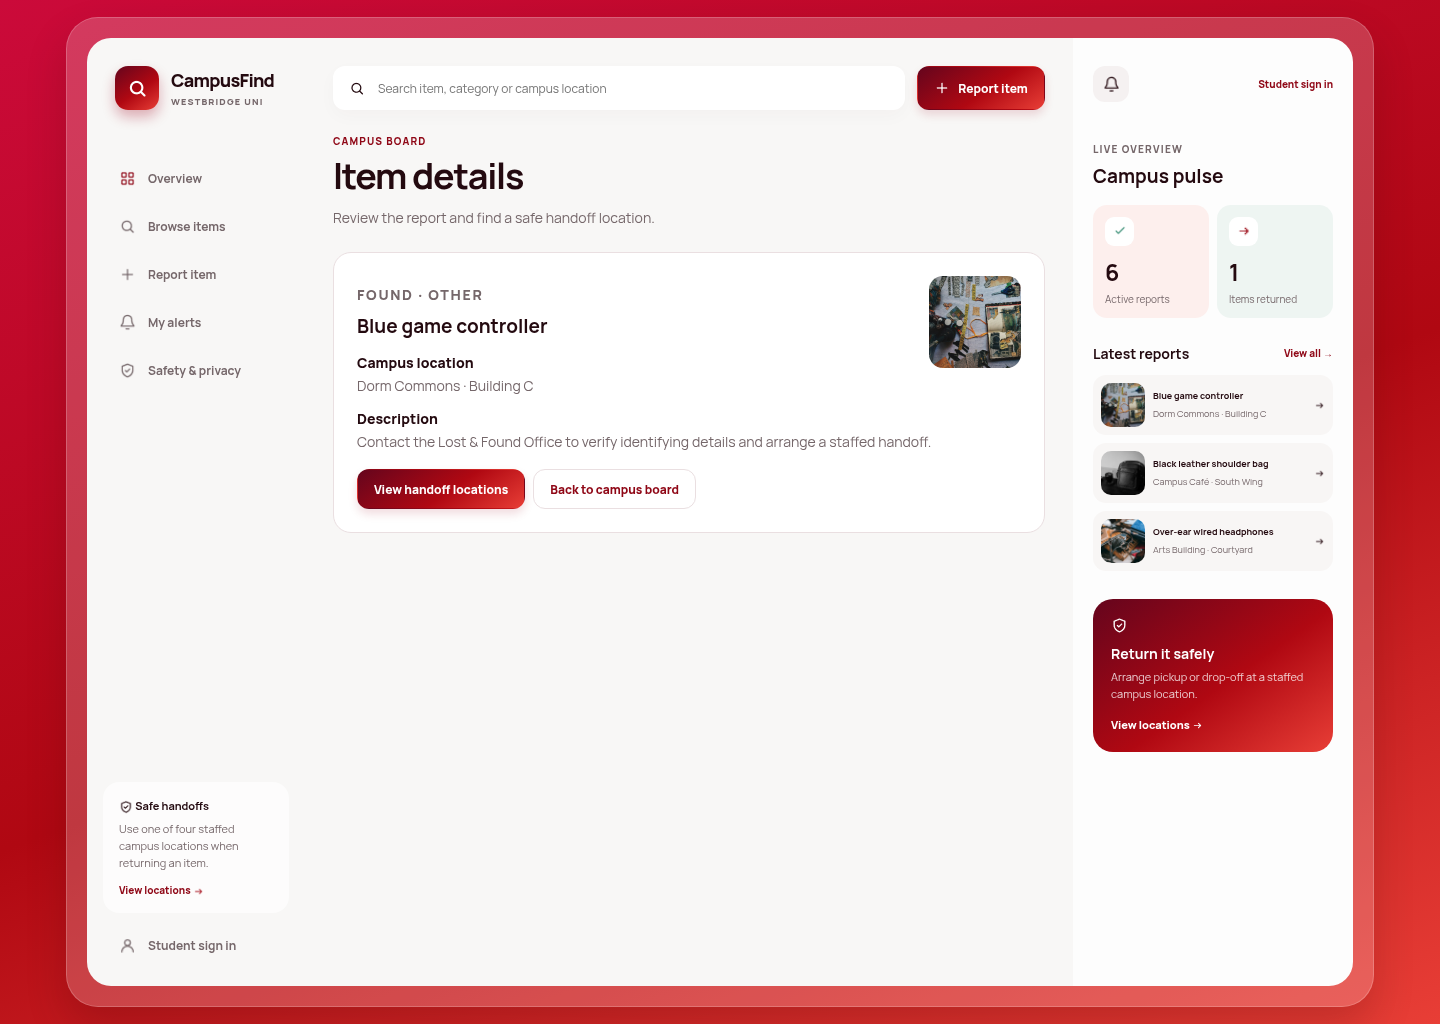 CampusFind
WESTBRIDGE UNI
Overview
Browse items
Report item
My alerts
Safety & privacy
Safe handoffs
Use one of four staffed
campus locations when
returning an item.
View locations →
Student sign in
Search item, category or campus location
Report item
CAMPUS BOARD
Item details
Review the report and find a safe handoff location.
FOUND · OTHER
Blue game controller
Campus location
Dorm Commons · Building C
Description
Contact the Lost & Found Office to verify identifying details and arrange a staffed handoff.
View handoff locations
Back to campus board
Student sign in
LIVE OVERVIEW
Campus pulse
6
Active reports
1
Items returned
Latest reports
View all →
Blue game controller
Dorm Commons · Building C
Black leather shoulder bag
Campus Café · South Wing
Over-ear wired headphones
Arts Building · Courtyard
Return it safely
Arrange pickup or drop-off at a staffed
campus location.
View locations →